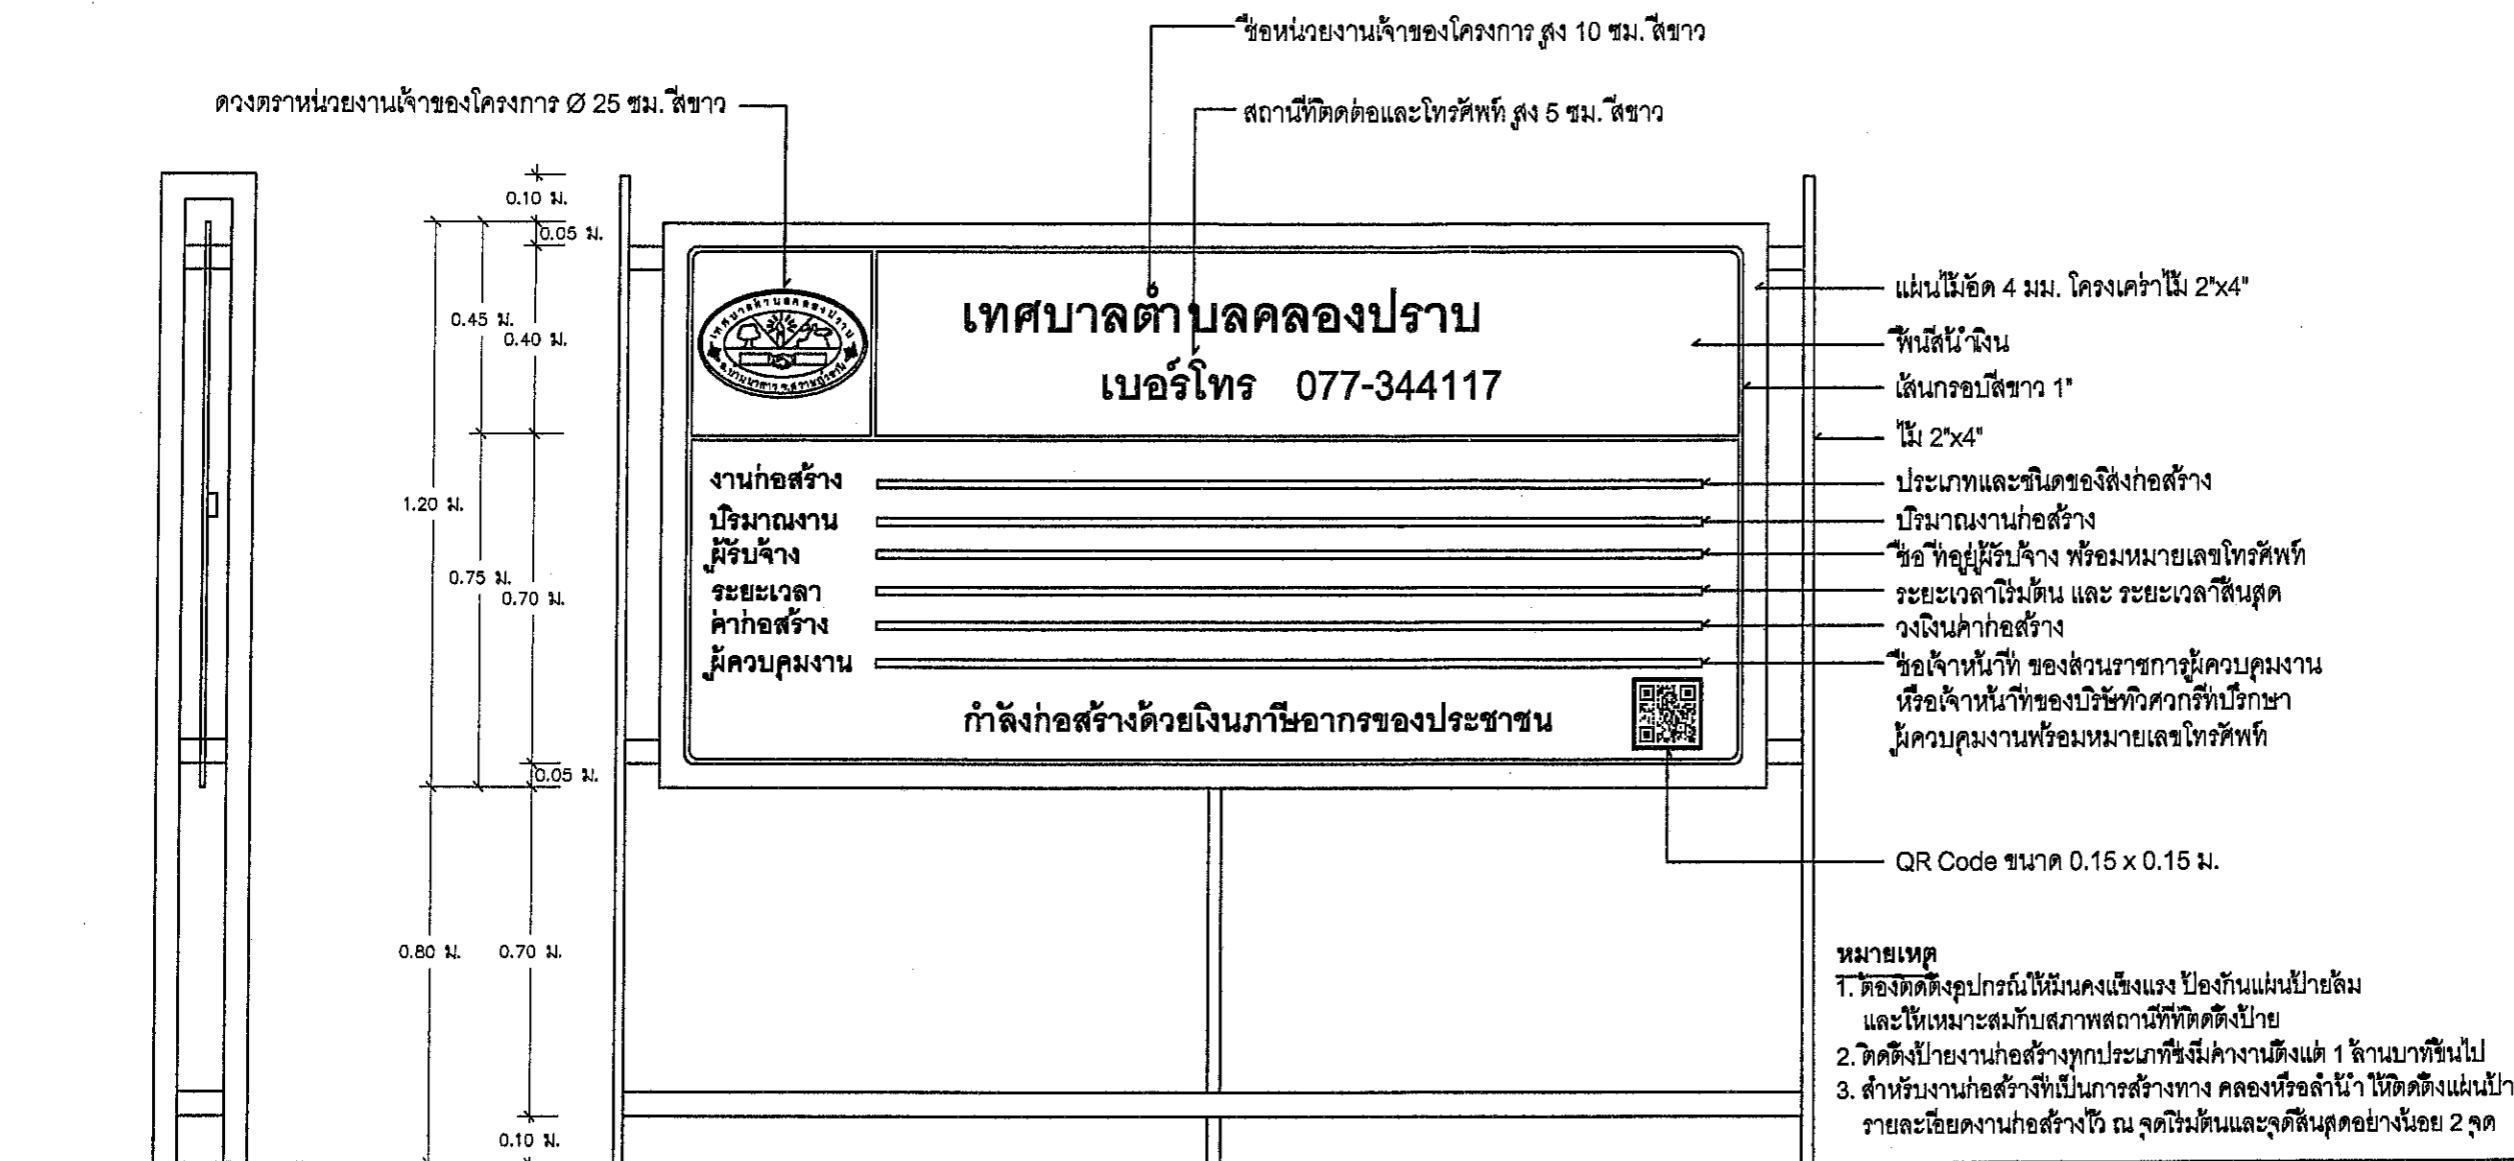 ชื่อหน่วยงานเจ้าของโครงการ สูง 10 ซม. สีขาว
ดวงตราหน่วยงานเจ้าของโครงการ Ø 25 ซม. สีขาว
สถานที่ติดต่อและโทรศัพท์ สูง 5 ซม. สีขาว
0.10 ม.
0.05 ม.
0.45 ม.
0.40 ม.
1.20 ม.
0.75 ม.
0.70 ม.
0.05 ม.
0.80 ม.
0.70 ม.
0.10 ม.
เทศบาลตำบลคลองปราบ
เทศบาลตำบลคลองปราบ
เบอร์โทร 077-344117
งานก่อสร้าง
ปริมาณงาน
ผู้รับจ้าง
ระยะเวลา
ค่าก่อสร้าง
ผู้ควบคุมงาน
กำลังก่อสร้างด้วยเงินภาษีอากรของประชาชน
แผ่นไม้อัด 4 มม. โครงเคร่าไม้ 2"x4"
พื้นสีน้ำเงิน
เส้นกรอบสีขาว 1"
ไม้ 2"x4"
ประเภทและชนิดของสิ่งก่อสร้าง
ปริมาณงานก่อสร้าง
ชื่อ ที่อยู่ผู้รับจ้าง พร้อมหมายเลขโทรศัพท์
ระยะเวลาเริ่มต้น และ ระยะเวลาสิ้นสุด
วงเงินค่าก่อสร้าง
ชื่อเจ้าหน้าที่ ของส่วนราชการผู้ควบคุมงาน
หรือเจ้าหน้าที่ของบริษัทวิศวกรที่ปรึกษา
ผู้ควบคุมงานพร้อมหมายเลขโทรศัพท์
QR Code ขนาด 0.15 x 0.15 ม.
หมายเหตุ
1. ต้องติดตั้งอุปกรณ์ให้มั่นคงแข็งแรง ป้องกันแผ่นป้ายล้ม
และให้เหมาะสมกับสภาพสถานที่ที่ติดตั้งป้าย
2. ติดตั้งป้ายงานก่อสร้างทุกประเภทซึ่งมีค่างานตั้งแต่ 1 ล้านบาทขึ้นไป
3. สำหรับงานก่อสร้างที่เป็นการสร้างทาง คลองหรือลำน้ำ ให้ติดตั้งแผ่นป้า
รายละเอียดงานก่อสร้างไว้ ณ จุดเริ่มต้นและจุดสิ้นสุดอย่างน้อย 2 จุด